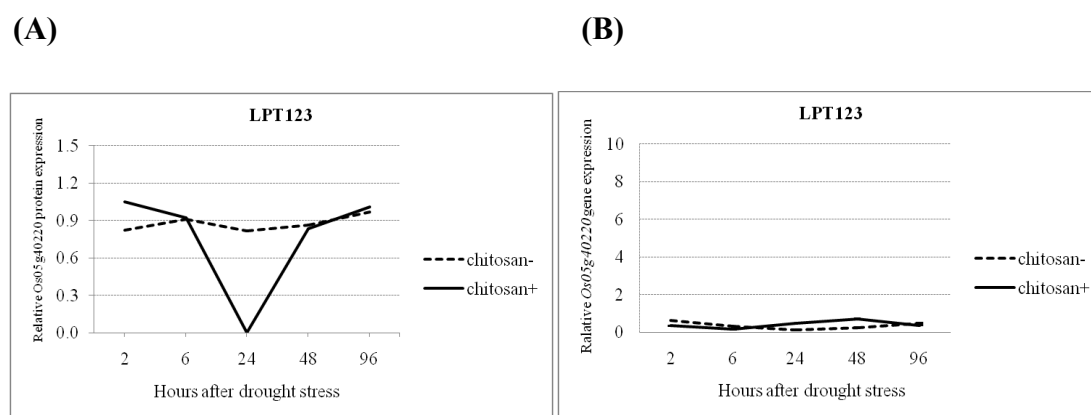 (A)
(B)
LPT123
Relative Os05g40220 protein expression
1.5
1.2
0.9
0.6
0.3
0.0
2 6 24 48 96
Hours after drought stress
chitosan-
chitosan+
LPT123
Ralative Os05g40220 gene expression
10
8
6
4
2
0
2 6 24 48 96
Hours after drought stress
chitosan-
chitosan+